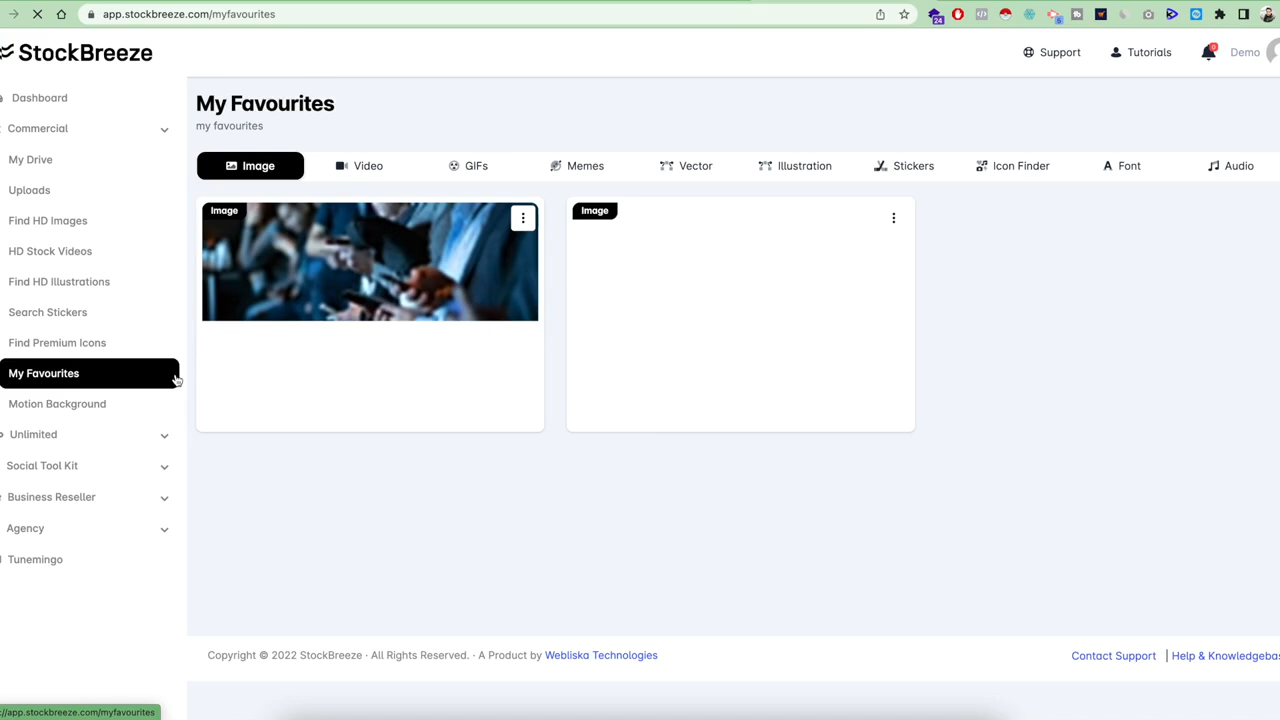 app.stockbreeze.com/myfavourites
24
5
StockBreeze
Support
Tutorials
0
Demo
Dashboard
Commercial
My Drive
Uploads
Find HD Images
HD Stock Videos
Find HD Illustrations
Search Stickers
Find Premium Icons
My Favourites
Motion Background
Unlimited
Social Tool Kit
Business Reseller
Agency
Tunemingo
My Favourites
my favourites
Image Video GIFs Memes Vector Illustration Stickers Icon Finder Font Audio
Image
Image
Copyright © 2022 StockBreeze · All Rights Reserved. · A Product by Webliska Technologies
Contact Support | Help & Knowledgebas
//app.stockbreeze.com/myfavourites